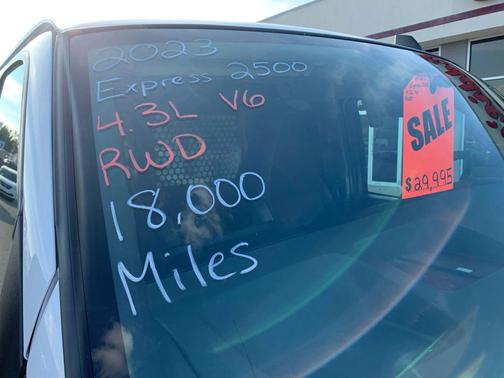 2023
Express 2500
4.3L V6
RWD
18,000
Miles
SALE
$29,995